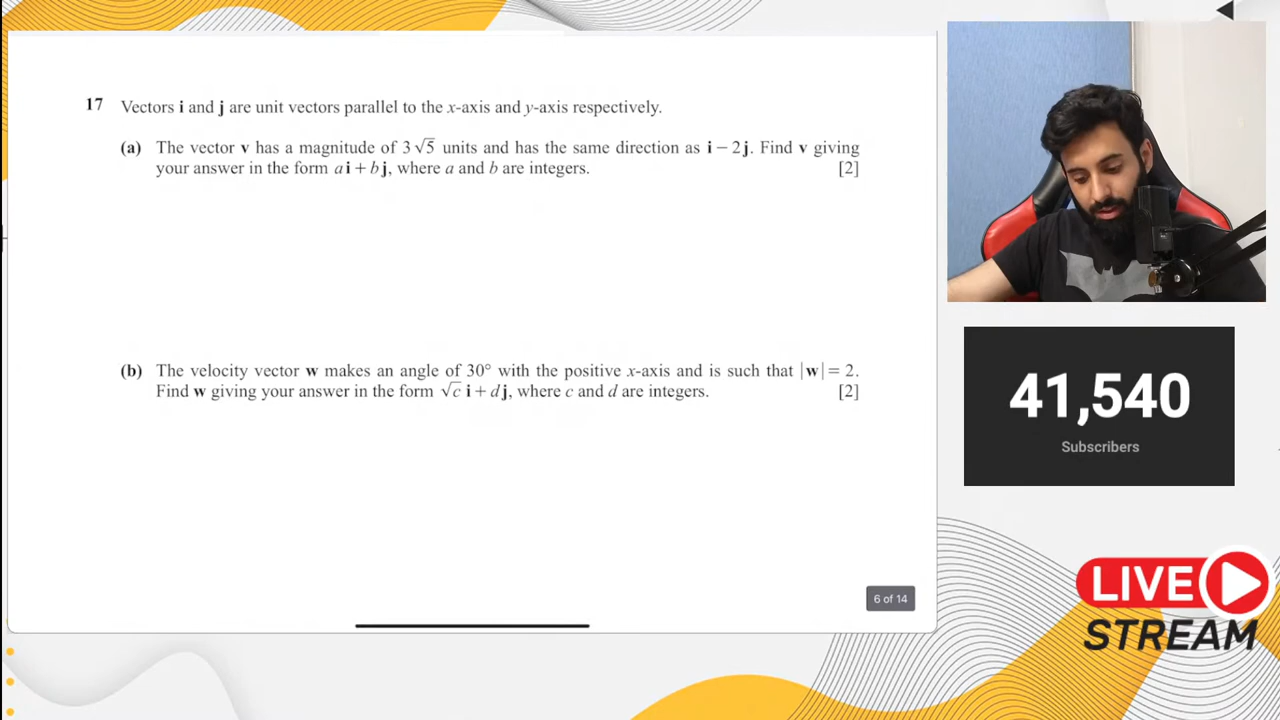 17 Vectors i and j are unit vectors parallel to the x-axis and y-axis respectively.
(a) The vector v has a magnitude of 3√5 units and has the same direction as i − 2j. Find v giving
your answer in the form ai + bj, where a and b are integers. [2]
(b) The velocity vector w makes an angle of 30° with the positive x-axis and is such that |w| = 2.
Find w giving your answer in the form √c i + dj, where c and d are integers. [2]
6 of 14
41,540
Subscribers
LIVE
STREAM